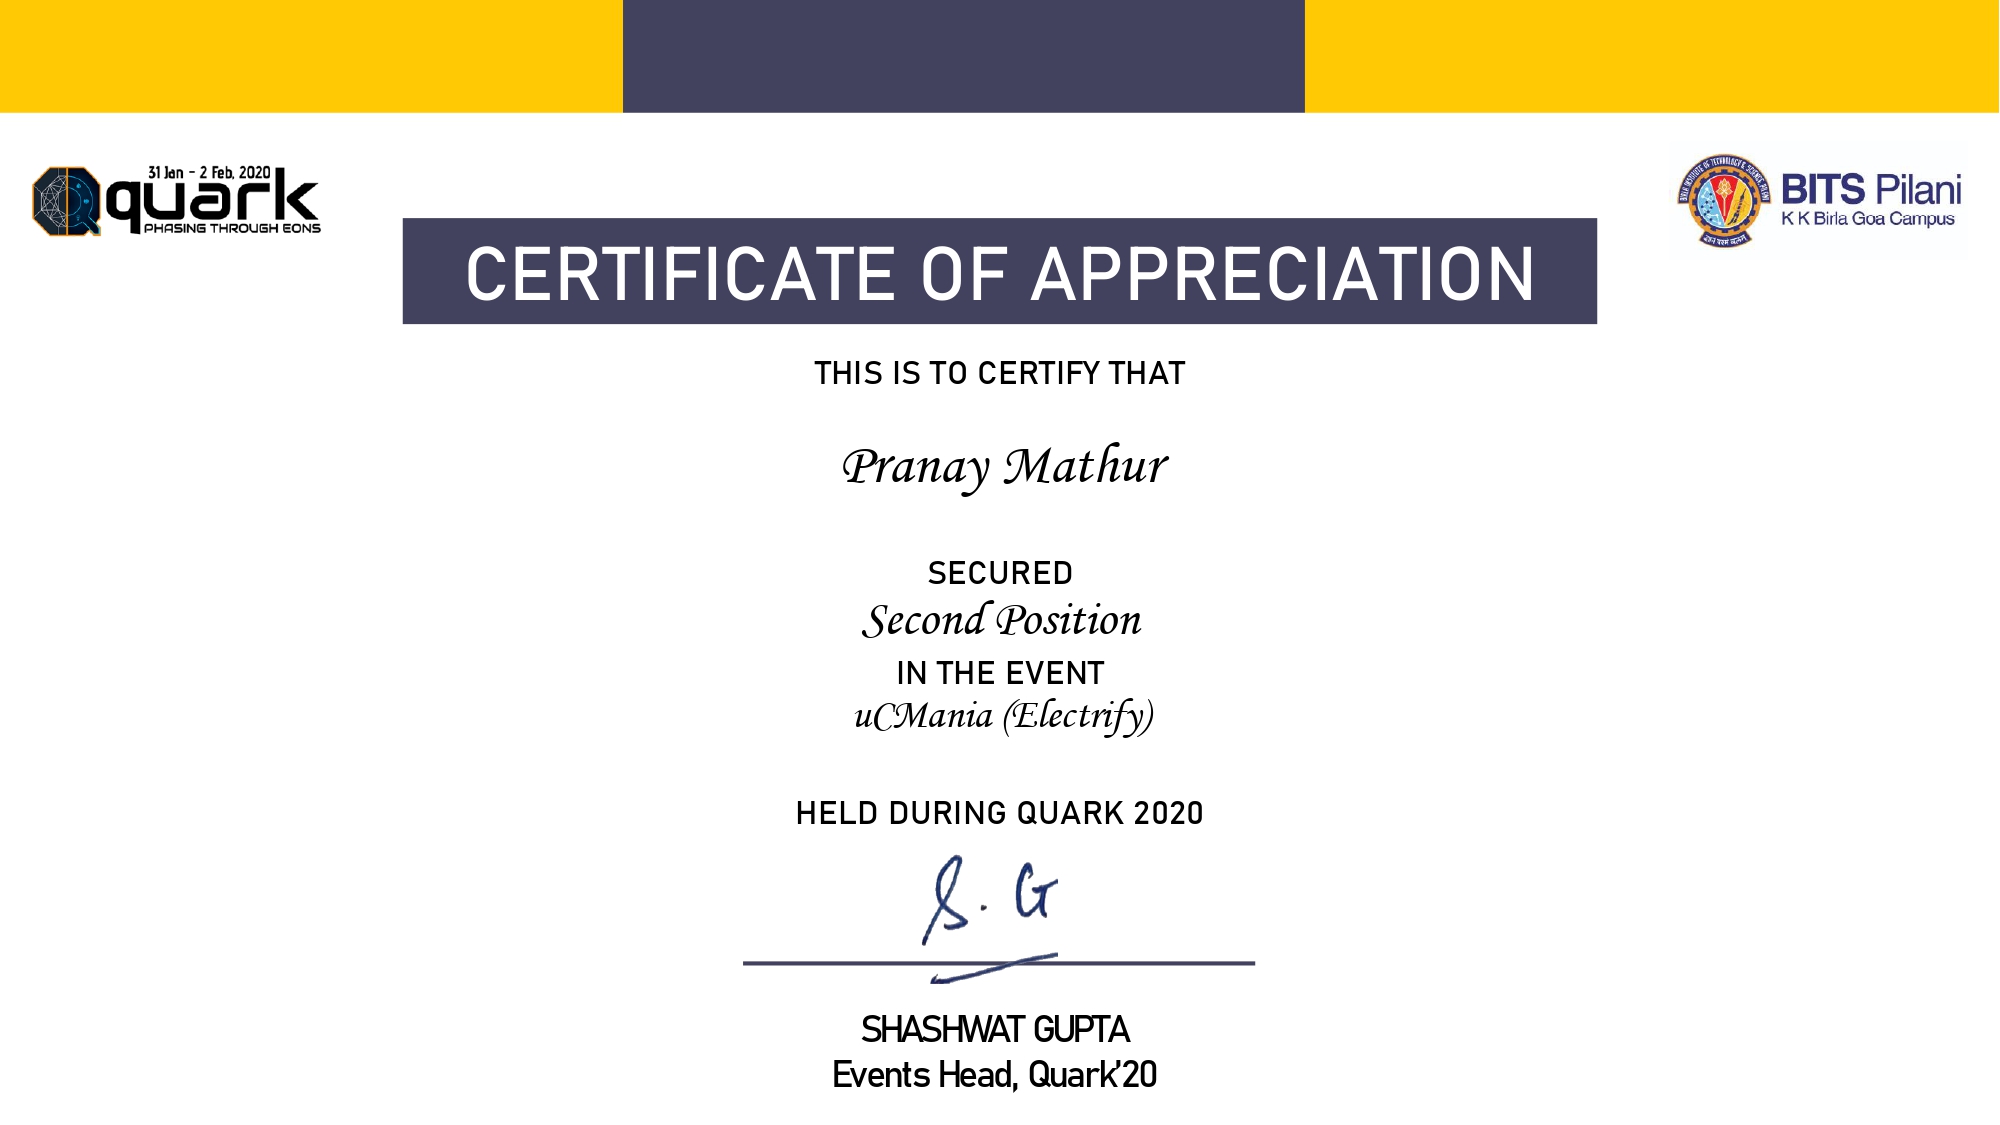 31 Jan - 2 Feb, 2020
quark
PHASING THROUGH EONS
BITS Pilani
K K Birla Goa Campus
CERTIFICATE OF APPRECIATION
THIS IS TO CERTIFY THAT
Pranay Mathur
SECURED
Second Position
IN THE EVENT
uCMania (Electrify)
HELD DURING QUARK 2020
S. G
SHASHWAT GUPTA
Events Head, Quark'20